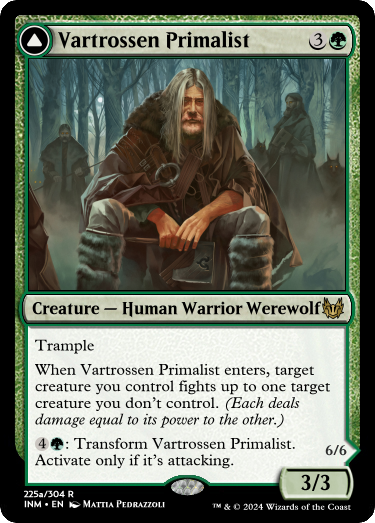 Vartrossen Primalist 3
Creature — Human Warrior Werewolf
Trample
When Vartrossen Primalist enters, target
creature you control fights up to one target
creature you don't control. (Each deals
damage equal to its power to the other.)
4: Transform Vartrossen Primalist.
Activate only if it's attacking.
6/6
3/3
225a/304 R
INM • EN Mattia Pedrazzoli
™ & © 2024 Wizards of the Coast